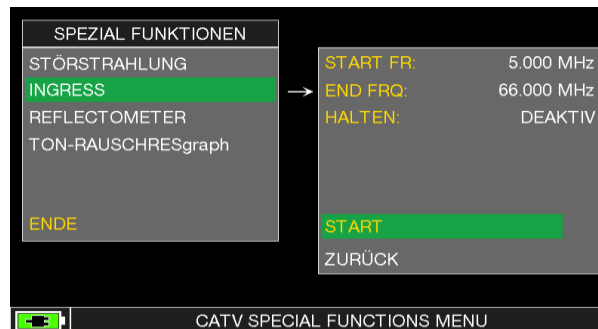 SPEZIAL FUNKTIONEN
STÖRSTRAHLUNG
INGRESS
REFLECTOMETER
TON-RAUSCHRESgraph
ENDE
→
START FR: 5.000 MHz
END FRQ: 66.000 MHz
HALTEN: DEAKTIV
START
ZURÜCK
CATV SPECIAL FUNCTIONS MENU